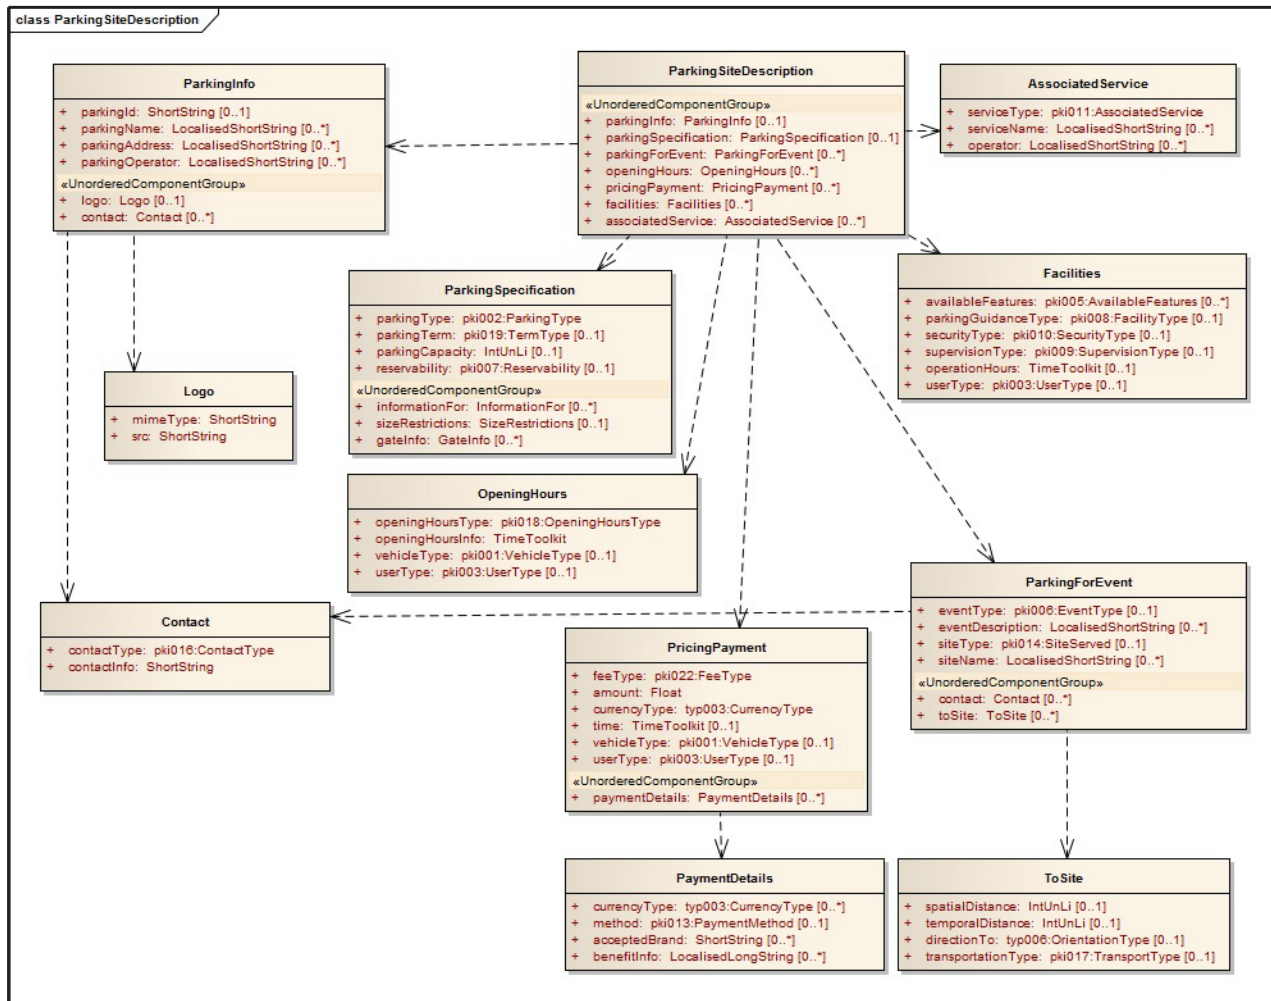 class ParkingSiteDescription
ParkingInfo
+ parkingId: ShortString [0..1]
+ parkingName: LocalisedShortString [0..*]
+ parkingAddress: LocalisedShortString [0..*]
+ parkingOperator: LocalisedShortString [0..*]
«UnorderedComponentGroup»
+ logo: Logo [0..1]
+ contact: Contact [0..*]
ParkingSiteDescription
«UnorderedComponentGroup»
+ parkingInfo: ParkingInfo [0..1]
+ parkingSpecification: ParkingSpecification [0..1]
+ parkingForEvent: ParkingForEvent [0..*]
+ openingHours: OpeningHours [0..*]
+ pricingPayment: PricingPayment [0..*]
+ facilities: Facilities [0..*]
+ associatedService: AssociatedService [0..*]
AssociatedService
+ serviceType: pki011:AssociatedService
+ serviceName: LocalisedShortString [0..*]
+ operator: LocalisedShortString [0..*]
ParkingSpecification
+ parkingType: pki002:ParkingType
+ parkingTerm: pki019:TermType [0..1]
+ parkingCapacity: IntUnLi [0..1]
+ reservability: pki007:Reservability [0..1]
«UnorderedComponentGroup»
+ informationFor: InformationFor [0..*]
+ sizeRestrictions: SizeRestrictions [0..1]
+ gateInfo: GateInfo [0..*]
Facilities
+ availableFeatures: pki005:AvailableFeatures [0..*]
+ parkingGuidanceType: pki008:FacilityType [0..1]
+ securityType: pki010:SecurityType [0..1]
+ supervisionType: pki009:SupervisionType [0..1]
+ operationHours: TimeToolkit [0..1]
+ userType: pki003:UserType [0..1]
Logo
+ mimeType: ShortString
+ src: ShortString
OpeningHours
+ openingHoursType: pki018:OpeningHoursType
+ openingHoursInfo: TimeToolkit
+ vehicleType: pki001:VehicleType [0..1]
+ userType: pki003:UserType [0..1]
Contact
+ contactType: pki016:ContactType
+ contactInfo: ShortString
PricingPayment
+ feeType: pki022:FeeType
+ amount: Float
+ currencyType: typ003:CurrencyType
+ time: TimeToolkit [0..1]
+ vehicleType: pki001:VehicleType [0..1]
+ userType: pki003:UserType [0..1]
«UnorderedComponentGroup»
+ paymentDetails: PaymentDetails [0..*]
ParkingForEvent
+ eventType: pki006:EventType [0..1]
+ eventDescription: LocalisedShortString [0..*]
+ siteType: pki014:SiteServed [0..1]
+ siteName: LocalisedShortString [0..*]
«UnorderedComponentGroup»
+ contact: Contact [0..*]
+ toSite: ToSite [0..*]
PaymentDetails
+ currencyType: typ003:CurrencyType [0..*]
+ method: pki013:PaymentMethod [0..1]
+ acceptedBrand: ShortString [0..*]
+ benefitInfo: LocalisedLongString [0..*]
ToSite
+ spatialDistance: IntUnLi [0..1]
+ temporalDistance: IntUnLi [0..1]
+ directionTo: typ006:OrientationType [0..1]
+ transportationType: pki017:TransportType [0..1]